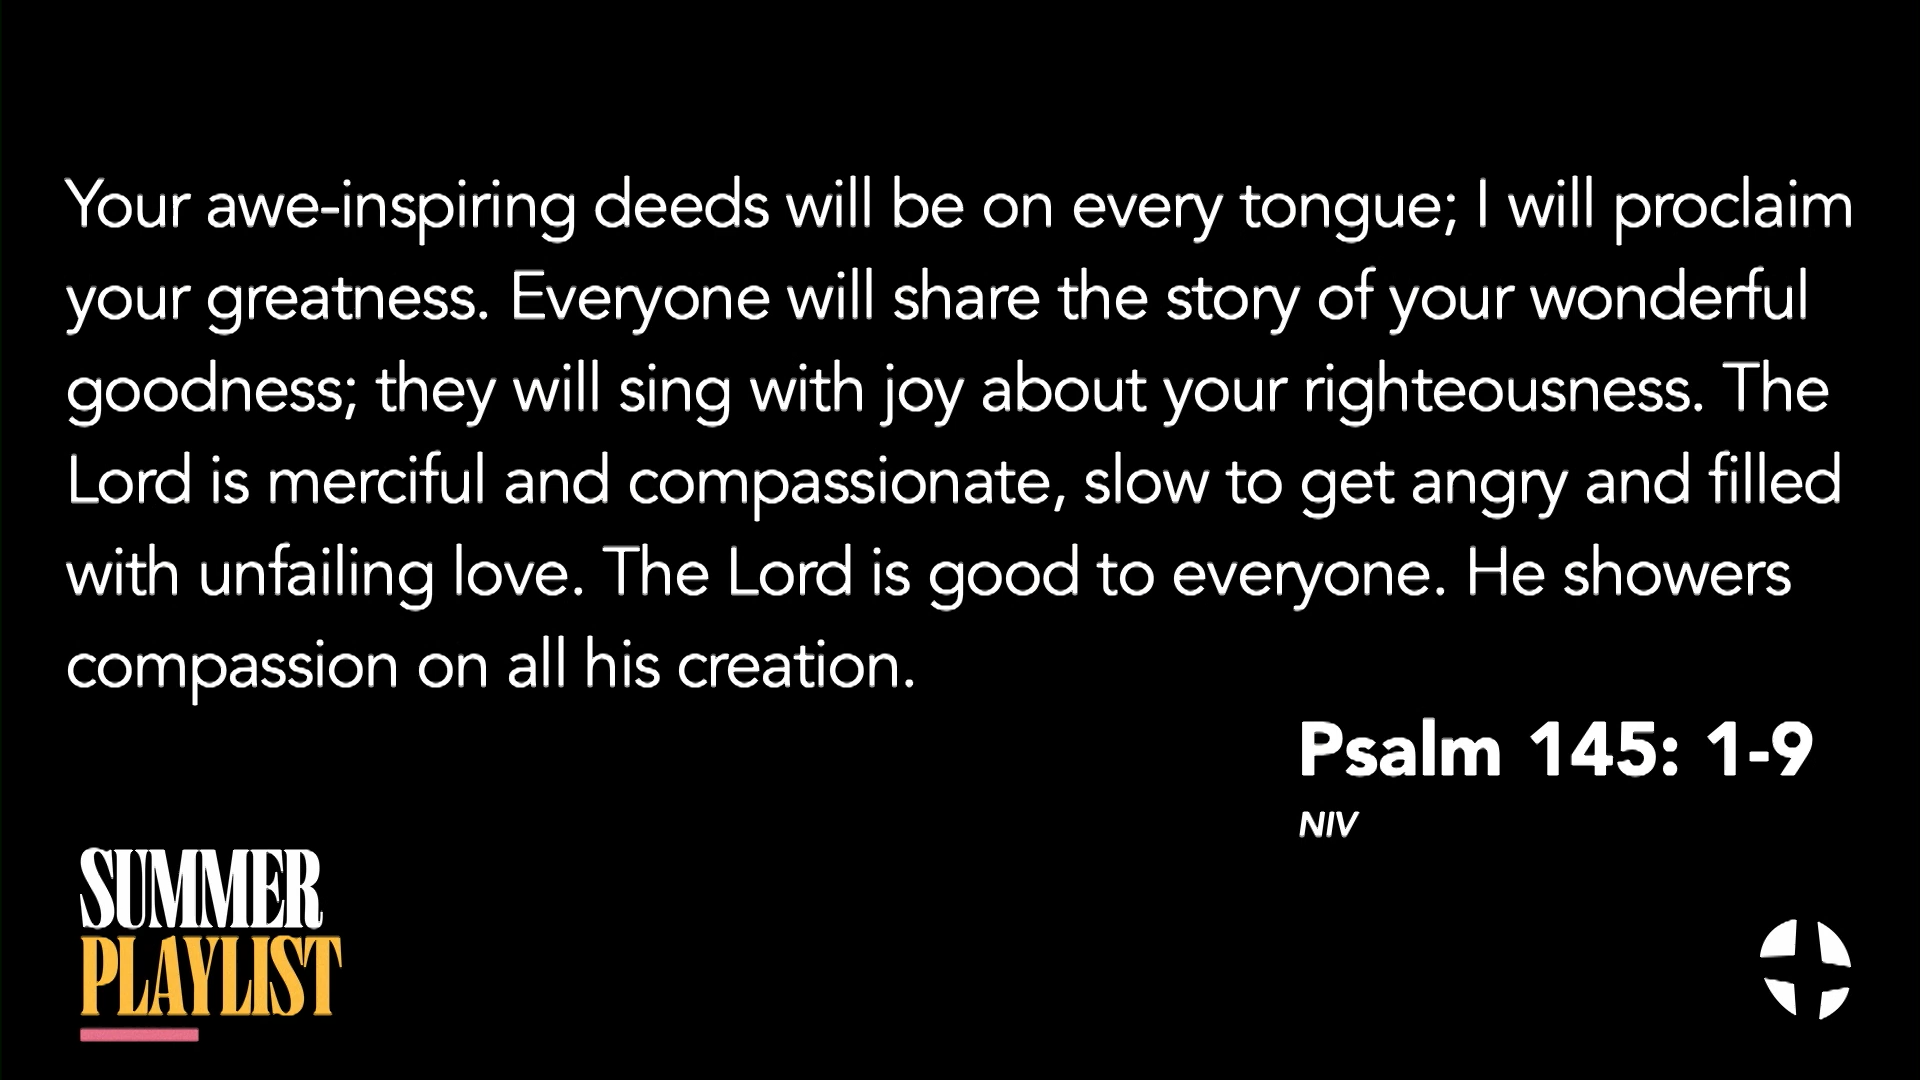 Your awe-inspiring deeds will be on every tongue; I will proclaim
your greatness. Everyone will share the story of your wonderful
goodness; they will sing with joy about your righteousness. The
Lord is merciful and compassionate, slow to get angry and filled
with unfailing love. The Lord is good to everyone. He showers
compassion on all his creation.
Psalm 145: 1-9
NIV
SUMMER
PLAYLIST